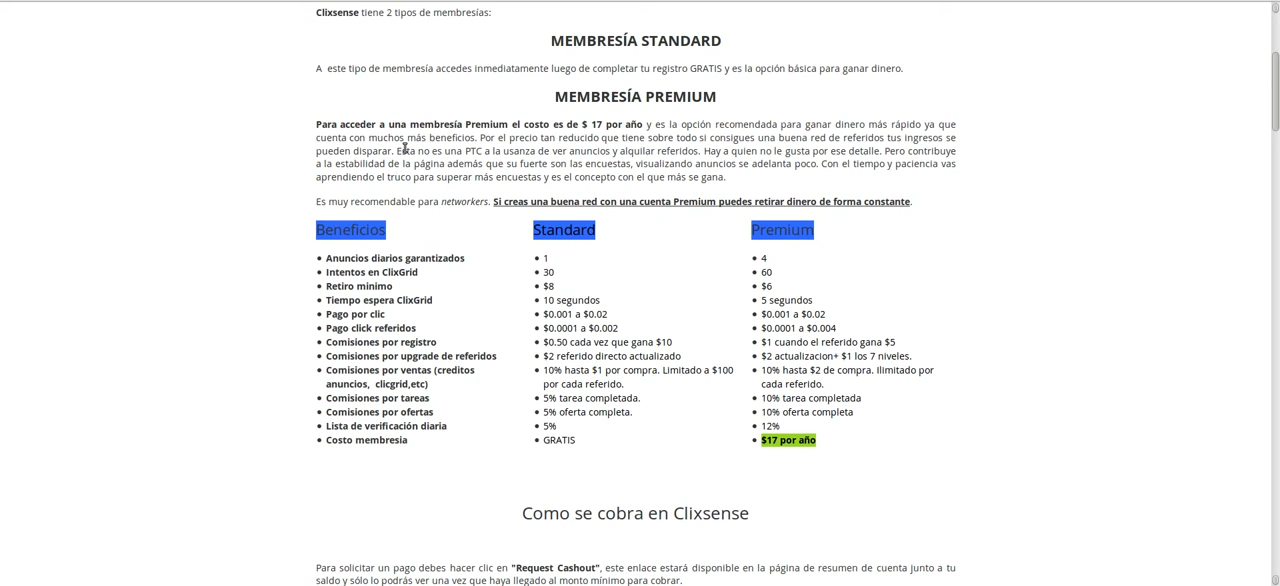 Clixsense tiene 2 tipos de membresías:
MEMBRESÍA STANDARD
A este tipo de membresía accedes inmediatamente luego de completar tu registro GRATIS y es la opción básica para ganar dinero.
MEMBRESÍA PREMIUM
Para acceder a una membresía Premium el costo es de $ 17 por año y es la opción recomendada para ganar dinero más rápido ya que
cuenta con muchos más beneficios. Por el precio tan reducido que tiene sobre todo si consigues una buena red de referidos tus ingresos se
pueden disparar. Esta no es una PTC a la usanza de ver anuncios y alquilar referidos. Hay a quien no le gusta por ese detalle. Pero contribuye
a la estabilidad de la página además que su fuerte son las encuestas, visualizando anuncios se adelanta poco. Con el tiempo y paciencia vas
aprendiendo el truco para superar más encuestas y es el concepto con el que más se gana.
Es muy recomendable para networkers. Si creas una buena red con una cuenta Premium puedes retirar dinero de forma constante.
Beneficios Standard Premium
• Anuncios diarios garantizados • 1 • 4
• Intentos en ClixGrid • 30 • 60
• Retiro minimo • $8 • $6
• Tiempo espera ClixGrid • 10 segundos • 5 segundos
• Pago por clic • $0.001 a $0.02 • $0.001 a $0.02
• Pago click referidos • $0.0001 a $0.002 • $0.0001 a $0.004
• Comisiones por registro • $0.50 cada vez que gana $10 • $1 cuando el referido gana $5
• Comisiones por upgrade de referidos • $2 referido directo actualizado • $2 actualizacion+ $1 los 7 niveles.
• Comisiones por ventas (creditos • 10% hasta $1 por compra. Limitado a $100 • 10% hasta $2 de compra. Ilimitado por
anuncios, clicgrid,etc) por cada referido. cada referido.
• Comisiones por tareas • 5% tarea completada. • 10% tarea completada
• Comisiones por ofertas • 5% oferta completa. • 10% oferta completa
• Lista de verificación diaria • 5% • 12%
• Costo membresia • GRATIS • $17 por año
Como se cobra en Clixsense
Para solicitar un pago debes hacer clic en "Request Cashout", este enlace estará disponible en la página de resumen de cuenta junto a tu
saldo y sólo lo podrás ver una vez que haya llegado al monto mínimo para cobrar.